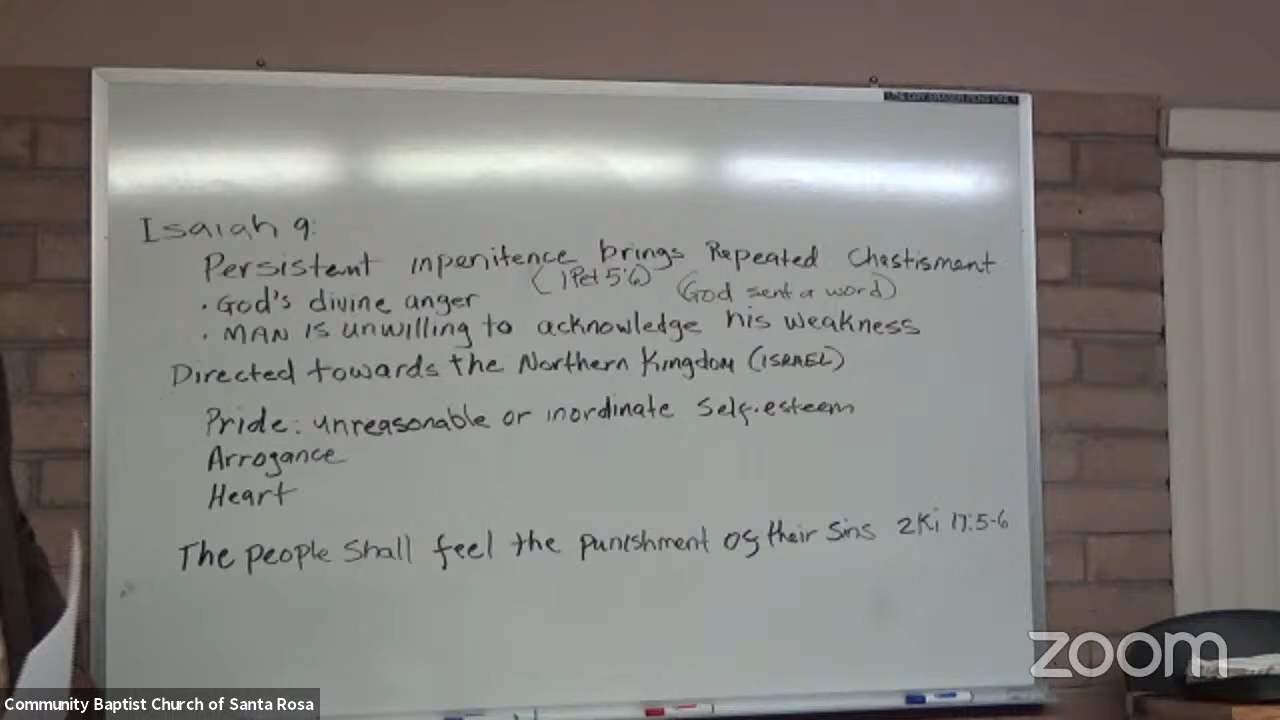 Isaiah 9:
Persistent inpenitence brings Repeated Chastisment
(1Pet 5:6) (God sent a word)
• God's divine anger
• MAN is unwilling to acknowledge his weakness
Directed towards the Northern Kingdom (ISRAEL)
Pride: unreasonable or inordinate Self-esteem
Arrogance
Heart
The people Shall feel the punishment of their Sins 2Ki 17:5-6
zoom
Community Baptist Church of Santa Rosa